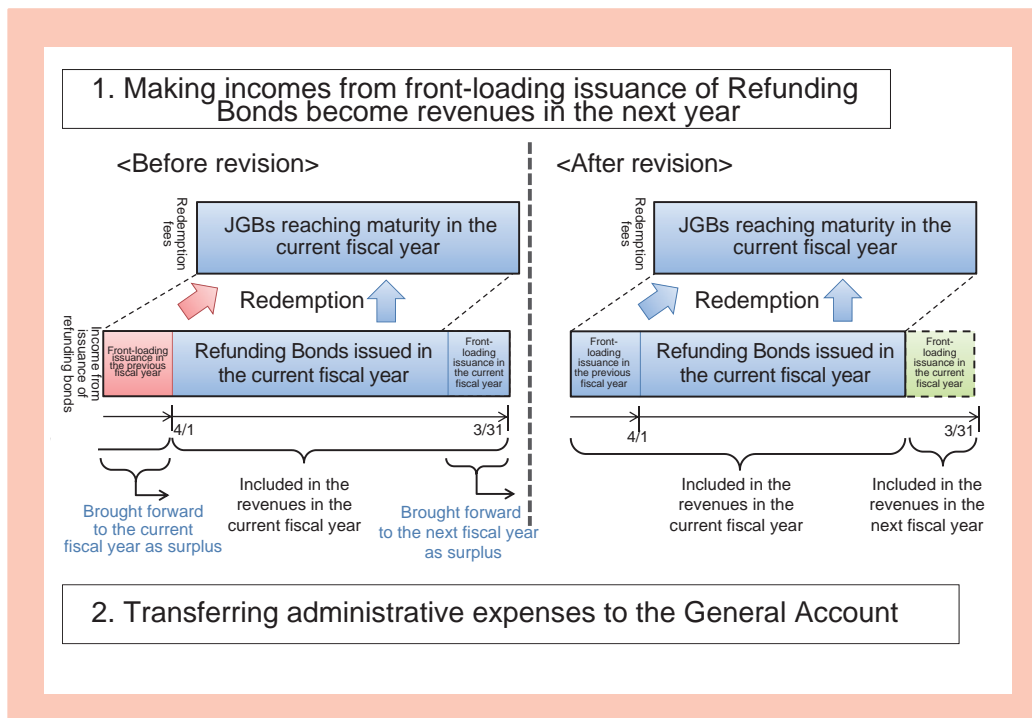 1. Making incomes from front-loading issuance of Refunding
Bonds become revenues in the next year
<Before revision>
Redemption
fees
JGBs reaching maturity in the
current fiscal year
Redemption
Income from
issuance of
refunding bonds
Front-loading
issuance in
the previous
fiscal year
Refunding Bonds issued in
the current fiscal year
Front-
loading
issuance in
the current
fiscal year
4/1
3/31
Brought forward
to the current
fiscal year as surplus
Included in the
revenues in the
current fiscal year
Brought forward
to the next fiscal year
as surplus
<After revision>
Redemption
fees
JGBs reaching maturity in the
current fiscal year
Redemption
Front-
loading
issuance in
the previous
fiscal year
Refunding Bonds issued in
the current fiscal year
Front-
loading
issuance in
the current
fiscal year
4/1
3/31
Included in the
revenues in the
current fiscal year
Included in the
revenues in the
next fiscal year
2. Transferring administrative expenses to the General Account